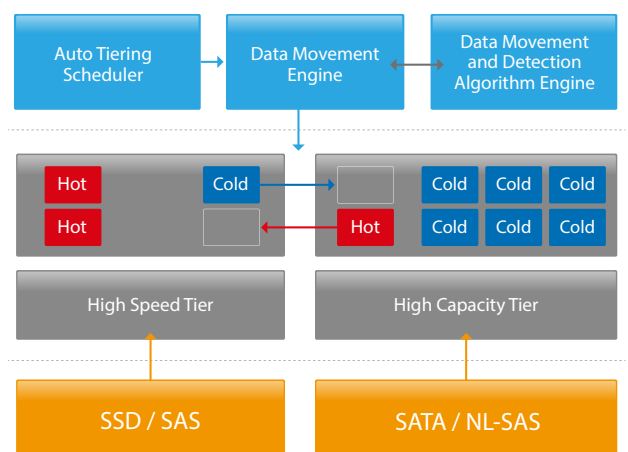 Auto Tiering
Scheduler
Data Movement
Engine
Data Movement
and Detection
Algorithm Engine
Hot
Cold
Cold
Cold
Cold
Hot
Hot
Cold
Cold
Cold
High Speed Tier
High Capacity Tier
SSD / SAS
SATA / NL-SAS